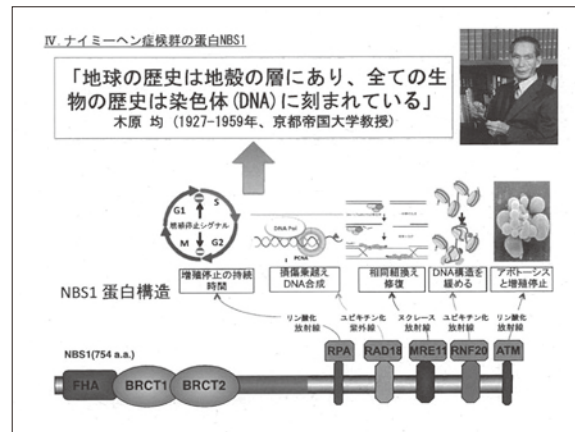 Ⅳ. ナイミーヘン症候群の蛋白NBS1
「地球の歴史は地殻の層にあり、全ての生
物の歴史は染色体(DNA)に刻まれている」
木原 均 (1927-1959年、京都帝国大学教授)
G1
S
増殖停止シグナル
M
G2
DNA Pol
PCNA
増殖停止の持続
時間
損傷乗越え
DNA合成
相同組換え
修復
DNA構造を
緩める
アポトーシス
と増殖停止
NBS1 蛋白構造
リン酸化
放射線
ユビキチン化
紫外線
ヌクレース
放射線
ユビキチン化
放射線
リン酸化
放射線
NBS1(754 a.a.)
RPA
RAD18
MRE11
RNF20
ATM
FHA
BRCT1
BRCT2